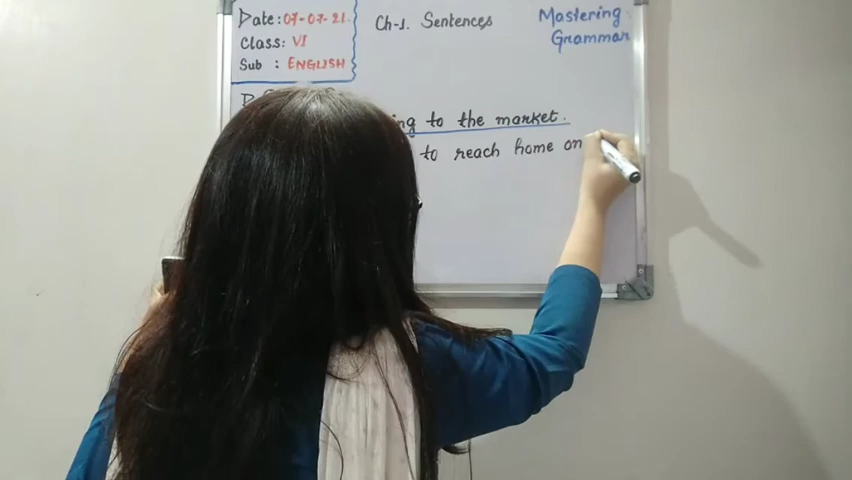 Date: 07-07-21.
Class: VI
Sub : ENGLISH
Ch-1. Sentences
Mastering
Grammar
to the market.
to reach home on